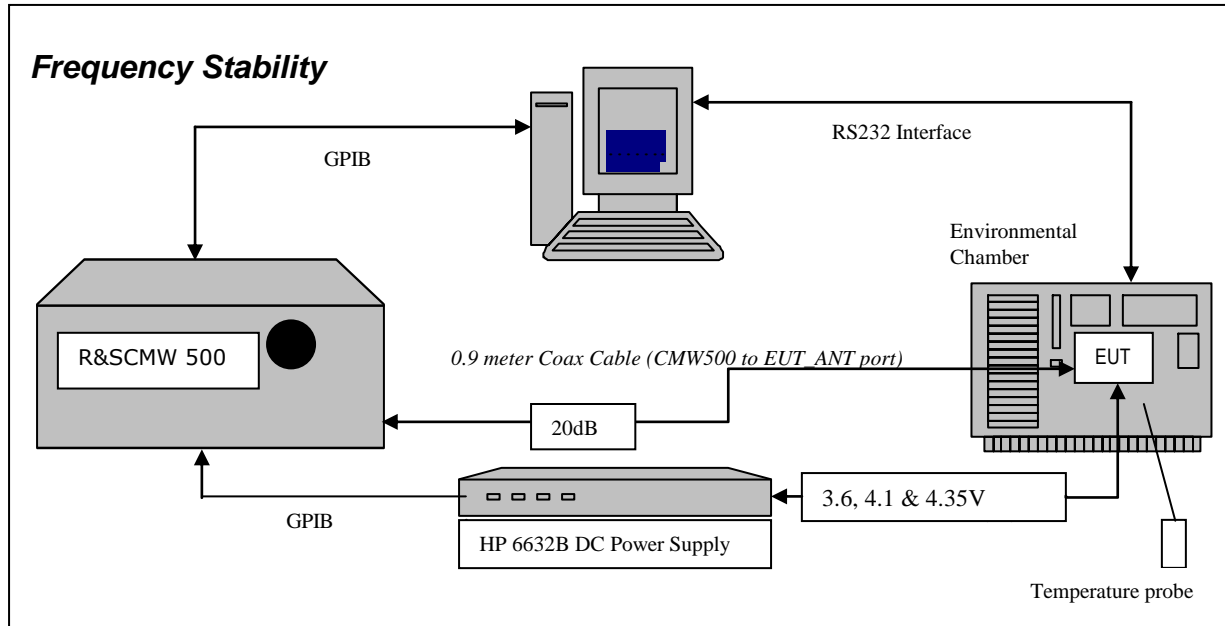 Frequency Stability
GPIB
RS232 Interface
Environmental
Chamber
R&SCMW 500
0.9 meter Coax Cable (CMW500 to EUT_ANT port)
EUT
20dB
3.6, 4.1 & 4.35V
GPIB
HP 6632B DC Power Supply
Temperature probe